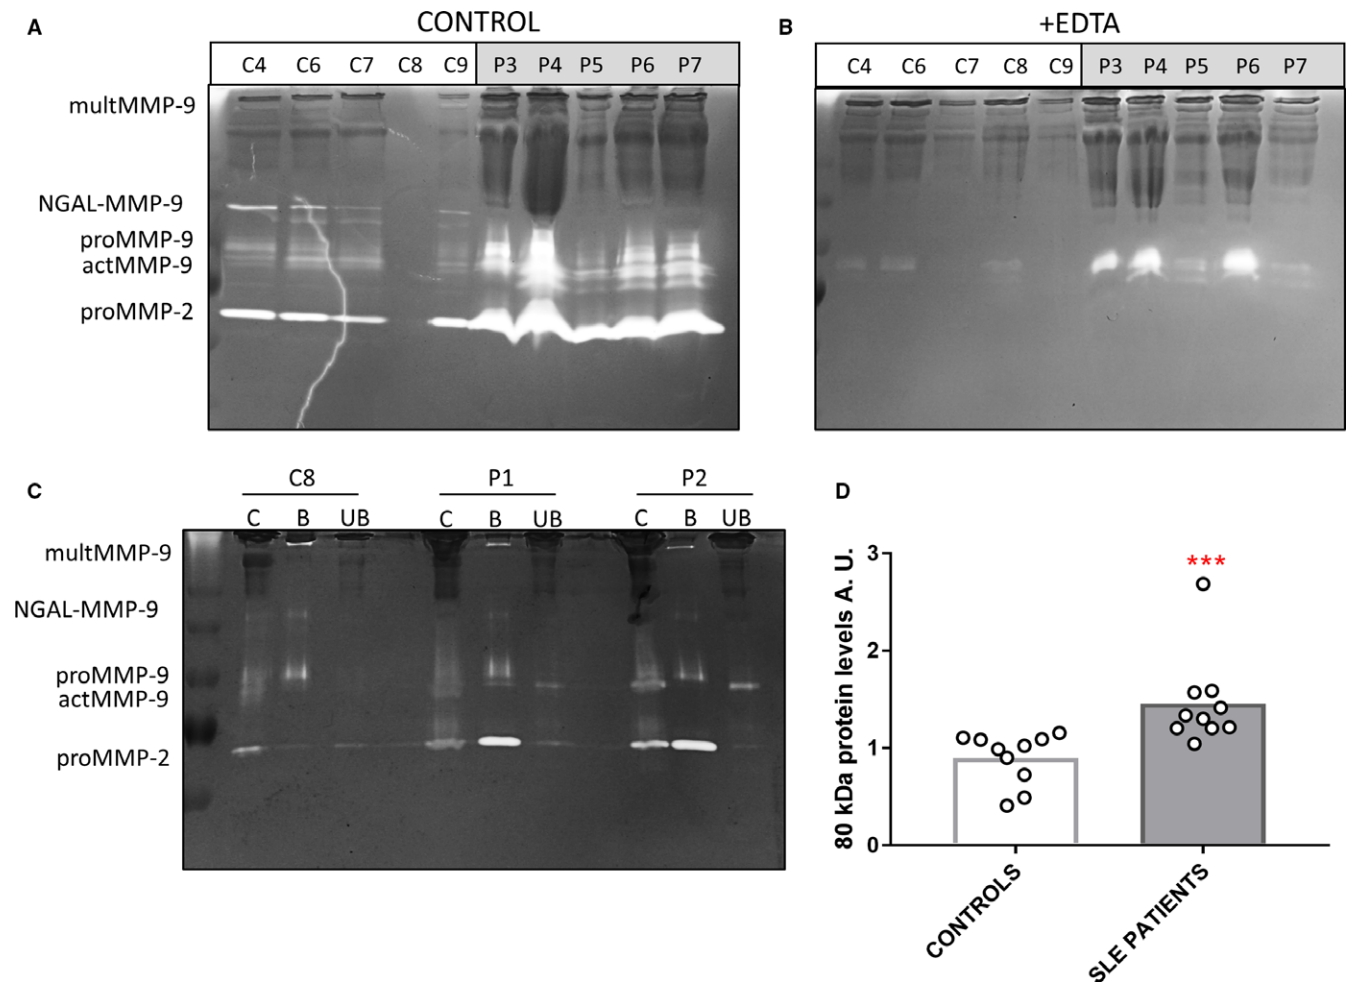 A
CONTROL
C4 C6 C7 C8 C9 P3 P4 P5 P6 P7
multMMP-9
NGAL-MMP-9
proMMP-9
actMMP-9
proMMP-2
B
+EDTA
C4 C6 C7 C8 C9 P3 P4 P5 P6 P7
C
C8 P1 P2
C B UB C B UB C B UB
multMMP-9
NGAL-MMP-9
proMMP-9
actMMP-9
proMMP-2
D
80 kDa protein levels A. U.
3
***
2
1
0
CONTROLS
SLE PATIENTS